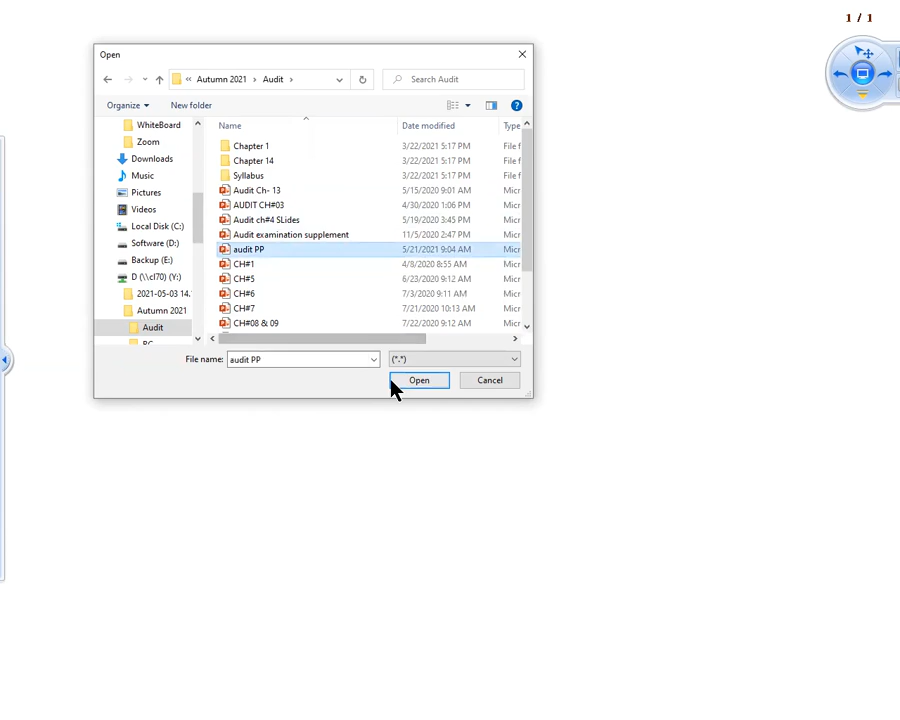 1 / 1
Open
« Autumn 2021 › Audit ›
Search Audit
Organize
New folder
Name
Date modified
Type
WhiteBoard
Zoom
Downloads
Music
Pictures
Videos
Local Disk (C:)
Software (D:)
Backup (E:)
D (\\cl70) (Y:)
2021-05-03 14.
Autumn 2021
Audit
Chapter 1 3/22/2021 5:17 PM File f
Chapter 14 3/22/2021 5:17 PM File f
Syllabus 3/22/2021 5:17 PM File f
Audit Ch- 13 5/15/2020 9:01 AM Micr
AUDIT CH#03 4/30/2020 1:06 PM Micr
Audit ch#4 SLides 5/19/2020 3:45 PM Micr
Audit examination supplement 11/5/2020 2:47 PM Micr
audit PP 5/21/2021 9:04 AM Micr
CH#1 4/8/2020 8:55 AM Micr
CH#5 6/23/2020 9:12 AM Micr
CH#6 7/3/2020 9:11 AM Micr
CH#7 7/21/2020 10:13 AM Micr
CH#08 & 09 7/22/2020 9:12 AM Micr
File name: audit PP
(*.*)
Open
Cancel